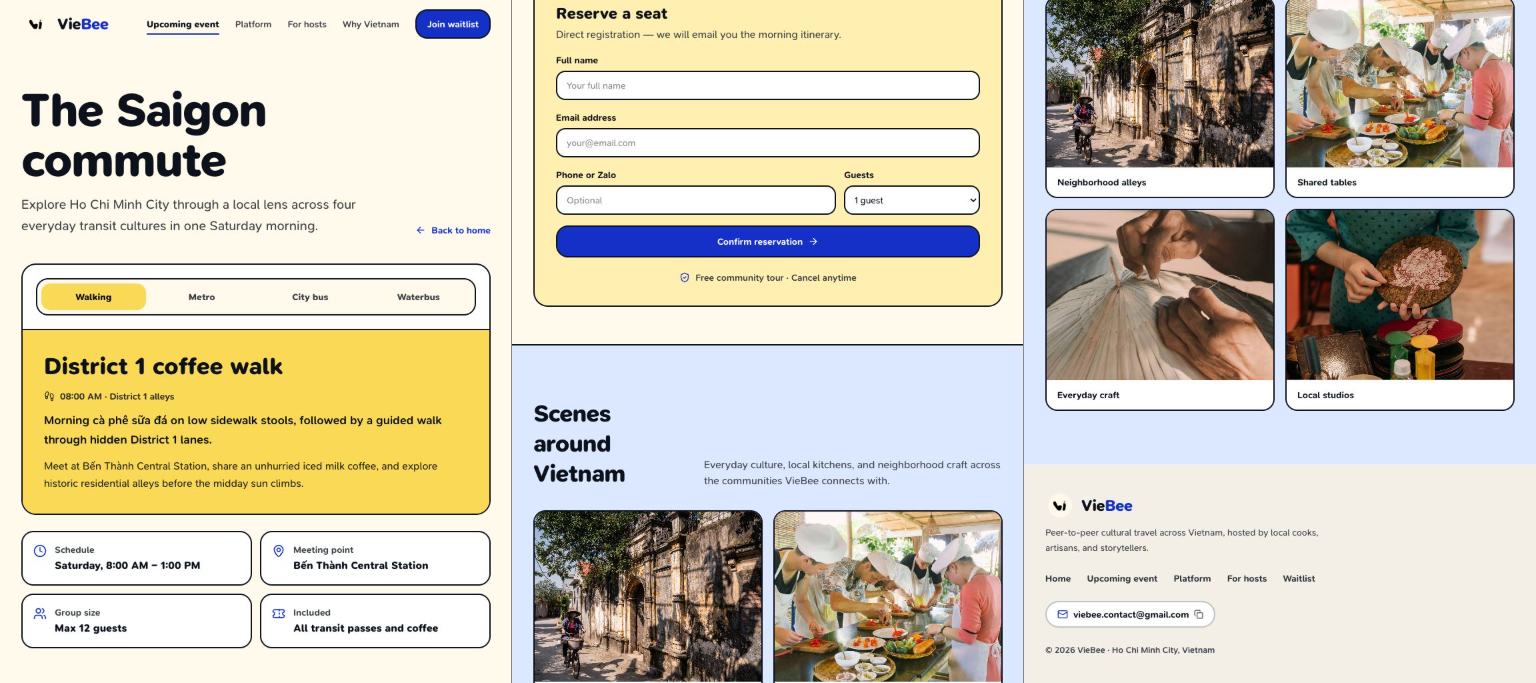 VieBee
Upcoming event
Platform
For hosts
Why Vietnam
Join waitlist
The Saigon
commute
Explore Ho Chi Minh City through a local lens across four
everyday transit cultures in one Saturday morning.
Back to home
Walking
Metro
City bus
Waterbus
District 1 coffee walk
08:00 AM · District 1 alleys
Morning cà phê sữa đá on low sidewalk stools, followed by a guided walk
through hidden District 1 lanes.
Meet at Bến Thành Central Station, share an unhurried iced milk coffee, and explore
historic residential alleys before the midday sun climbs.
Schedule
Saturday, 8:00 AM – 1:00 PM
Meeting point
Bến Thành Central Station
Group size
Max 12 guests
Included
All transit passes and coffee
Reserve a seat
Direct registration — we will email you the morning itinerary.
Full name
Your full name
Email address
your@email.com
Phone or Zalo
Guests
Optional
1 guest
Confirm reservation
Free community tour · Cancel anytime
Scenes
around
Vietnam
Everyday culture, local kitchens, and neighborhood craft across
the communities VieBee connects with.
Neighborhood alleys
Shared tables
Everyday craft
Local studios
VieBee
Peer-to-peer cultural travel across Vietnam, hosted by local cooks,
artisans, and storytellers.
Home
Upcoming event
Platform
For hosts
Waitlist
viebee.contact@gmail.com
© 2026 VieBee · Ho Chi Minh City, Vietnam